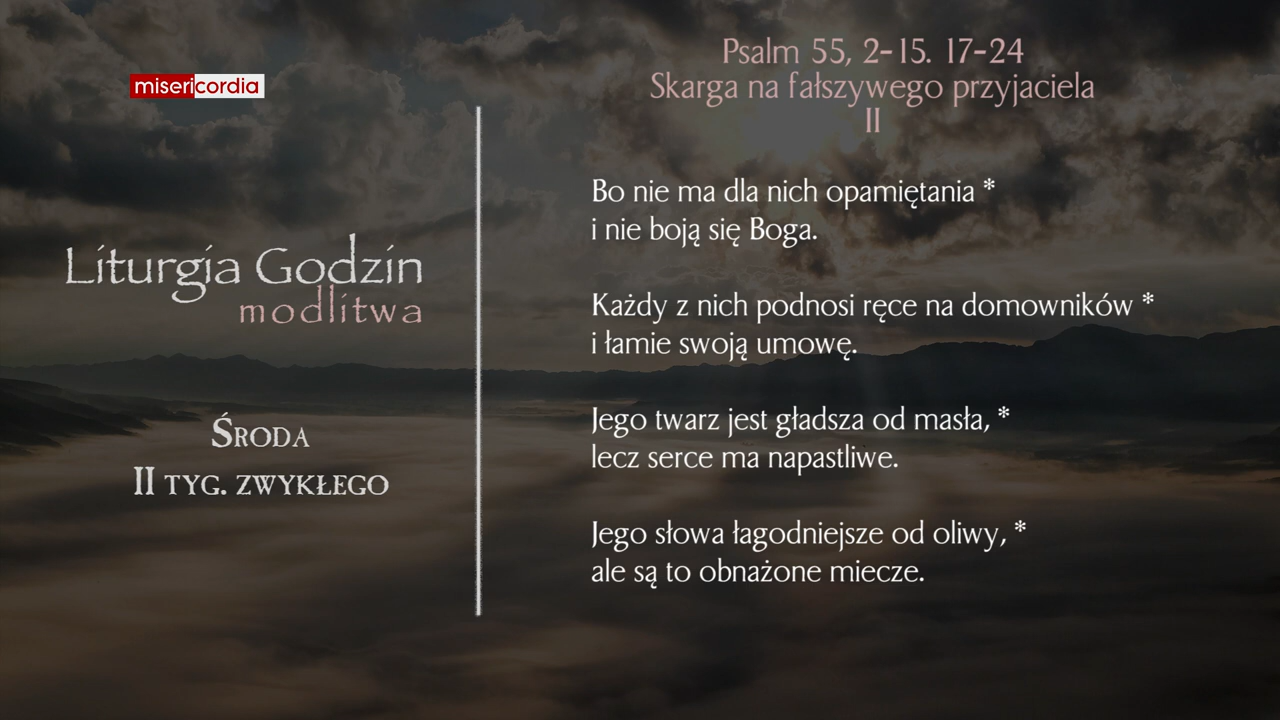 misericordia
Liturgia Godzin
modlitwa
Środa
II tyg. zwykłego
Psalm 55, 2-15. 17-24
Skarga na fałszywego przyjaciela
II
Bo nie ma dla nich opamiętania *
i nie boją się Boga.
Każdy z nich podnosi ręce na domowników *
i łamie swoją umowę.
Jego twarz jest gładsza od masła, *
lecz serce ma napastliwe.
Jego słowa łagodniejsze od oliwy, *
ale są to obnażone miecze.